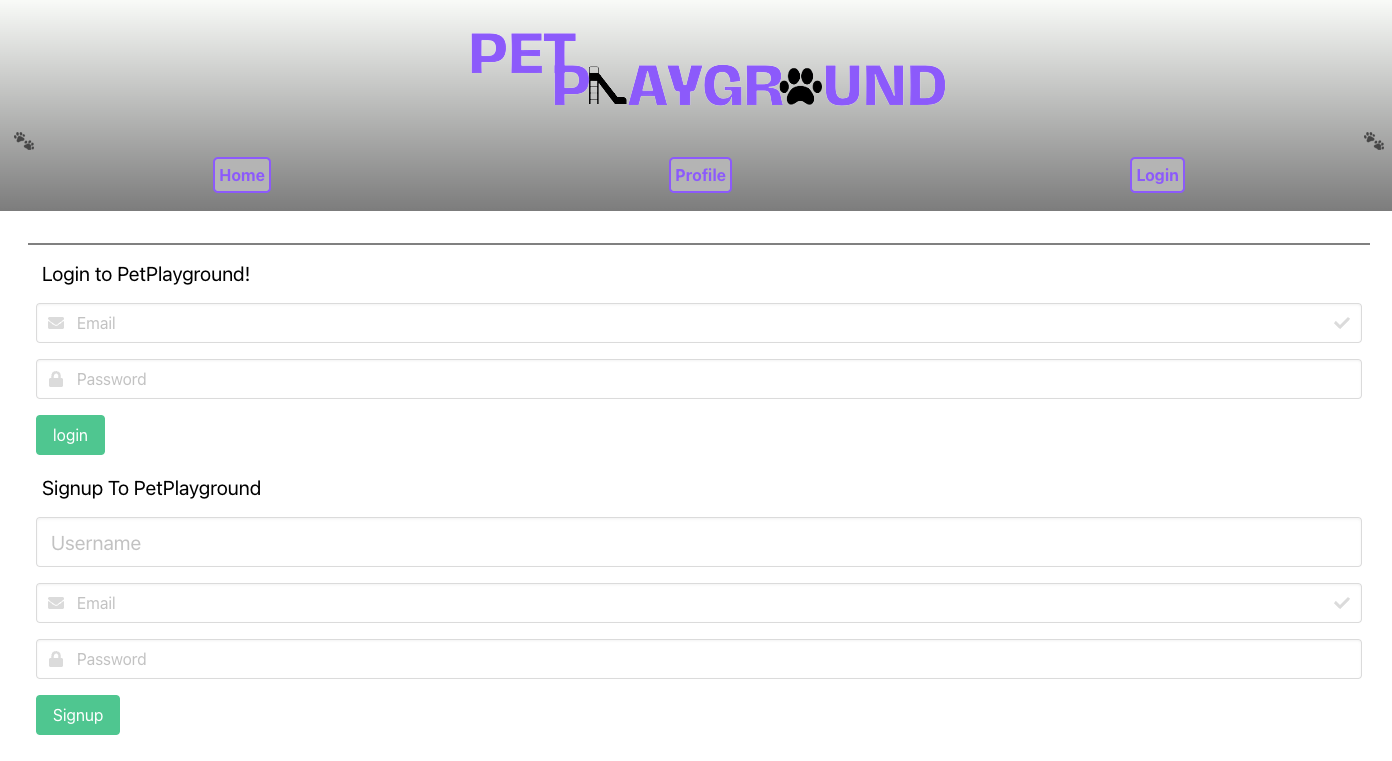 PET
PLAYGROUND
Home Profile Login
Login to PetPlayground!
Email
Password
login
Signup To PetPlayground
Username
Email
Password
Signup